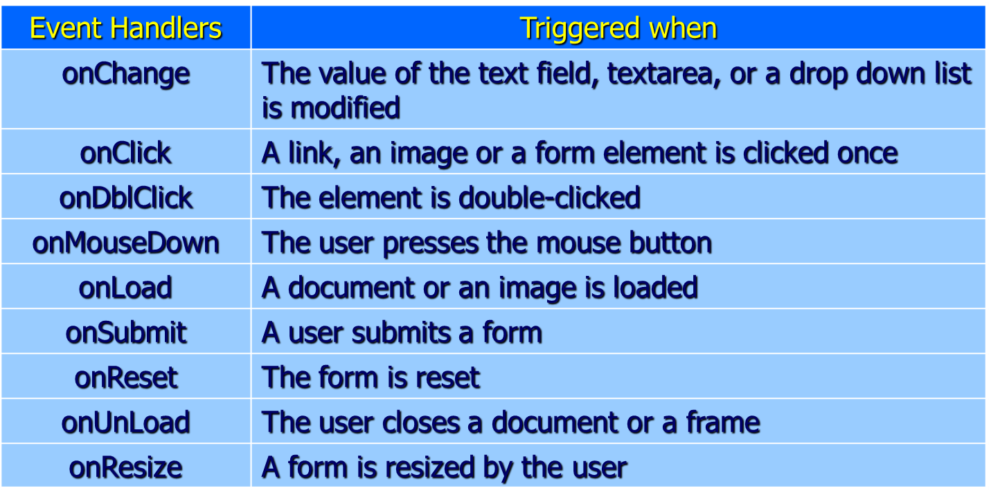 Event Handlers Triggered when
onChange The value of the text field, textarea, or a drop down list
is modified
onClick A link, an image or a form element is clicked once
onDblClick The element is double-clicked
onMouseDown The user presses the mouse button
onLoad A document or an image is loaded
onSubmit A user submits a form
onReset The form is reset
onUnLoad The user closes a document or a frame
onResize A form is resized by the user